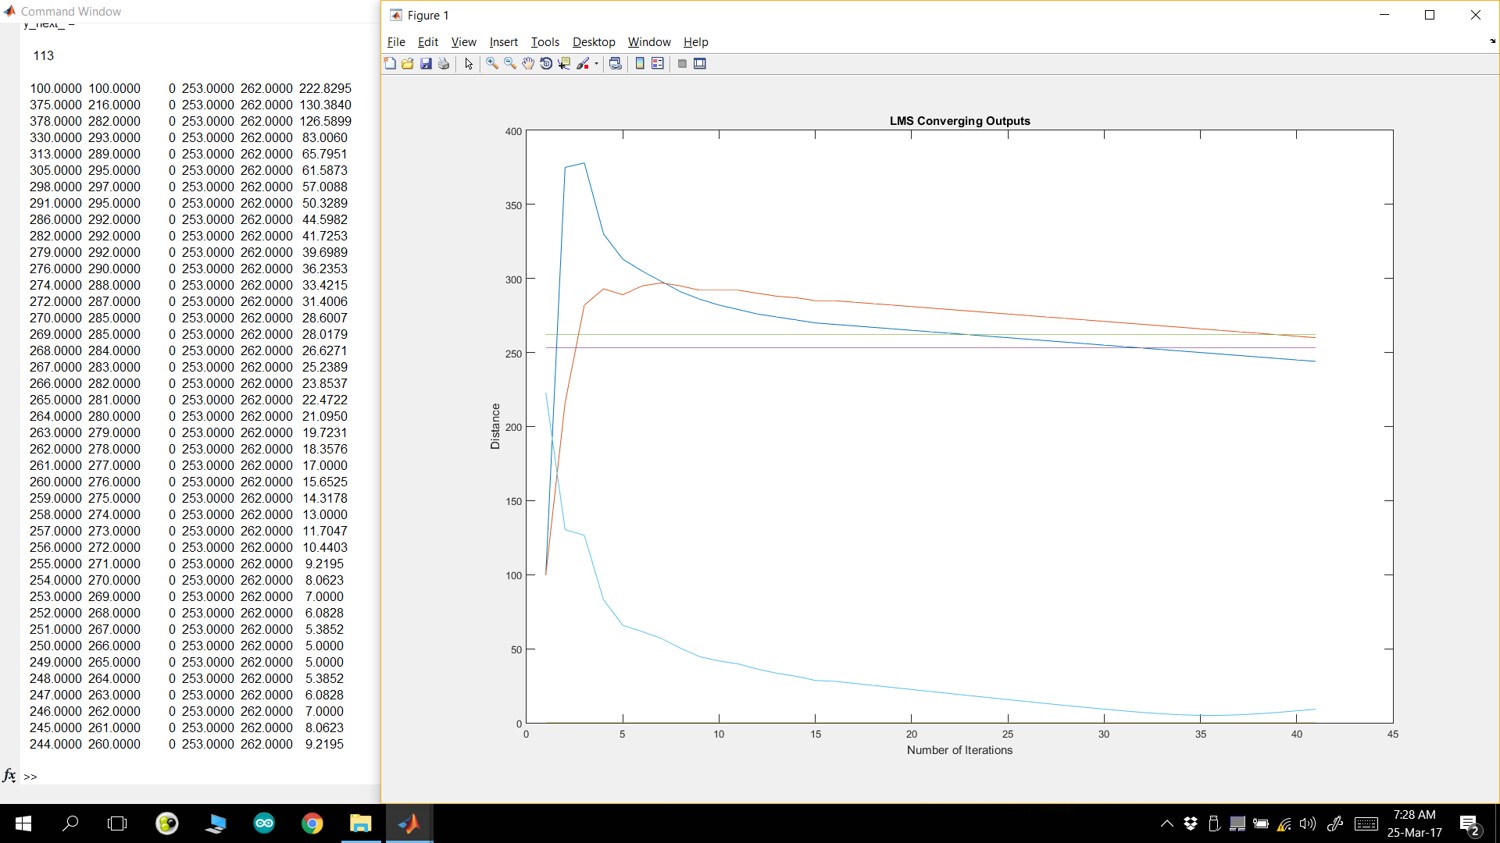 Command Window
y_next_ =
113
100.0000 100.0000 0 253.0000 262.0000 222.8295
375.0000 216.0000 0 253.0000 262.0000 130.3840
378.0000 282.0000 0 253.0000 262.0000 126.5899
330.0000 293.0000 0 253.0000 262.0000 83.0060
313.0000 289.0000 0 253.0000 262.0000 65.7951
305.0000 295.0000 0 253.0000 262.0000 61.5873
298.0000 297.0000 0 253.0000 262.0000 57.0088
291.0000 295.0000 0 253.0000 262.0000 50.3289
286.0000 292.0000 0 253.0000 262.0000 44.5982
282.0000 292.0000 0 253.0000 262.0000 41.7253
279.0000 292.0000 0 253.0000 262.0000 39.6989
276.0000 290.0000 0 253.0000 262.0000 36.2353
274.0000 288.0000 0 253.0000 262.0000 33.4215
272.0000 287.0000 0 253.0000 262.0000 31.4006
270.0000 285.0000 0 253.0000 262.0000 28.6007
269.0000 285.0000 0 253.0000 262.0000 28.0179
268.0000 284.0000 0 253.0000 262.0000 26.6271
267.0000 283.0000 0 253.0000 262.0000 25.2389
266.0000 282.0000 0 253.0000 262.0000 23.8537
265.0000 281.0000 0 253.0000 262.0000 22.4722
264.0000 280.0000 0 253.0000 262.0000 21.0950
263.0000 279.0000 0 253.0000 262.0000 19.7231
262.0000 278.0000 0 253.0000 262.0000 18.3576
261.0000 277.0000 0 253.0000 262.0000 17.0000
260.0000 276.0000 0 253.0000 262.0000 15.6525
259.0000 275.0000 0 253.0000 262.0000 14.3178
258.0000 274.0000 0 253.0000 262.0000 13.0000
257.0000 273.0000 0 253.0000 262.0000 11.7047
256.0000 272.0000 0 253.0000 262.0000 10.4403
255.0000 271.0000 0 253.0000 262.0000 9.2195
254.0000 270.0000 0 253.0000 262.0000 8.0623
253.0000 269.0000 0 253.0000 262.0000 7.0000
252.0000 268.0000 0 253.0000 262.0000 6.0828
251.0000 267.0000 0 253.0000 262.0000 5.3852
250.0000 266.0000 0 253.0000 262.0000 5.0000
249.0000 265.0000 0 253.0000 262.0000 5.0000
248.0000 264.0000 0 253.0000 262.0000 5.3852
247.0000 263.0000 0 253.0000 262.0000 6.0828
246.0000 262.0000 0 253.0000 262.0000 7.0000
245.0000 261.0000 0 253.0000 262.0000 8.0623
244.0000 260.0000 0 253.0000 262.0000 9.2195
fx >>
Figure 1
File Edit View Insert Tools Desktop Window Help
LMS Converging Outputs
400
350
300
250
200
150
100
50
0
Distance
0 5 10 15 20 25 30 35 40 45
Number of Iterations
7:28 AM
25-Mar-17
2